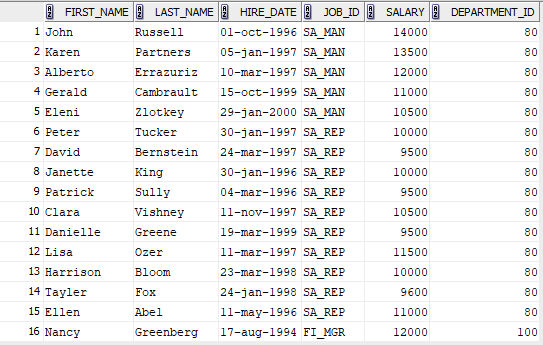 FIRST_NAME LAST_NAME HIRE_DATE JOB_ID SALARY DEPARTMENT_ID
1 John Russell 01-oct-1996 SA_MAN 14000 80
2 Karen Partners 05-jan-1997 SA_MAN 13500 80
3 Alberto Errazuriz 10-mar-1997 SA_MAN 12000 80
4 Gerald Cambrault 15-oct-1999 SA_MAN 11000 80
5 Eleni Zlotkey 29-jan-2000 SA_MAN 10500 80
6 Peter Tucker 30-jan-1997 SA_REP 10000 80
7 David Bernstein 24-mar-1997 SA_REP 9500 80
8 Janette King 30-jan-1996 SA_REP 10000 80
9 Patrick Sully 04-mar-1996 SA_REP 9500 80
10 Clara Vishney 11-nov-1997 SA_REP 10500 80
11 Danielle Greene 19-mar-1999 SA_REP 9500 80
12 Lisa Ozer 11-mar-1997 SA_REP 11500 80
13 Harrison Bloom 23-mar-1998 SA_REP 10000 80
14 Tayler Fox 24-jan-1998 SA_REP 9600 80
15 Ellen Abel 11-may-1996 SA_REP 11000 80
16 Nancy Greenberg 17-aug-1994 FI_MGR 12000 100